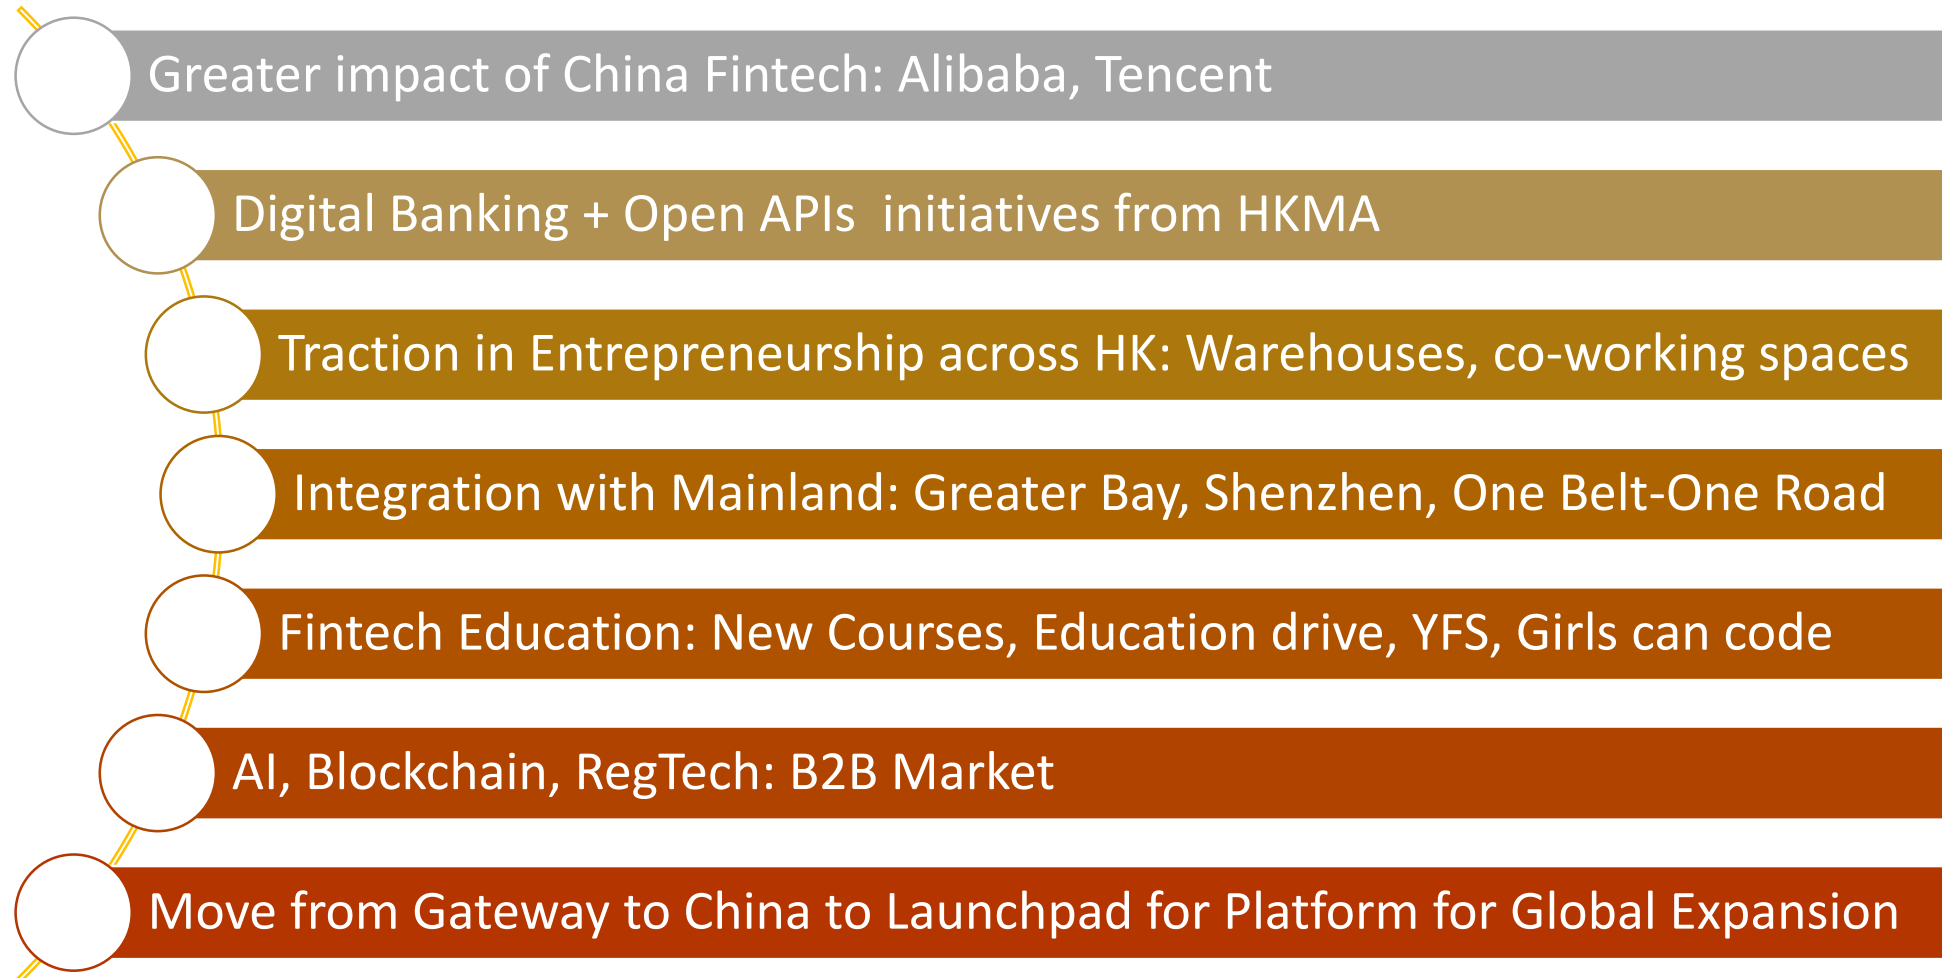 Greater impact of China Fintech: Alibaba, Tencent
Digital Banking + Open APIs  initiatives from HKMA
Traction in Entrepreneurship across HK: Warehouses, co-working spaces
Integration with Mainland: Greater Bay, Shenzhen, One Belt-One Road
Fintech Education: New Courses, Education drive, YFS, Girls can code
AI, Blockchain, RegTech: B2B Market
Move from Gateway to China to Launchpad for Platform for Global Expansion